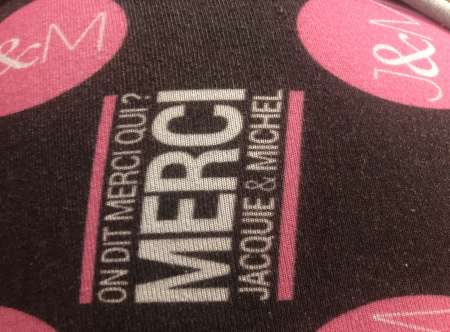 &M
J&M
ON DIT MERCI QUI ?
MERCI
JACQUIE & MICHEL